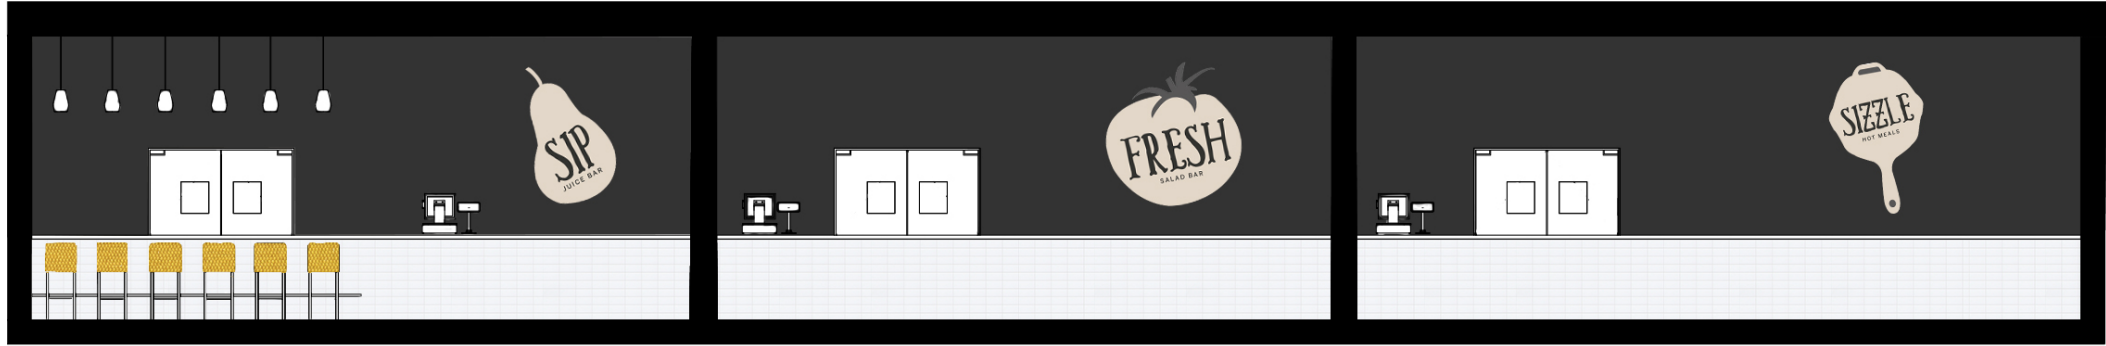 SIP
JUICE BAR
FRESH
SALAD BAR
SIZZLE
HOT MEALS